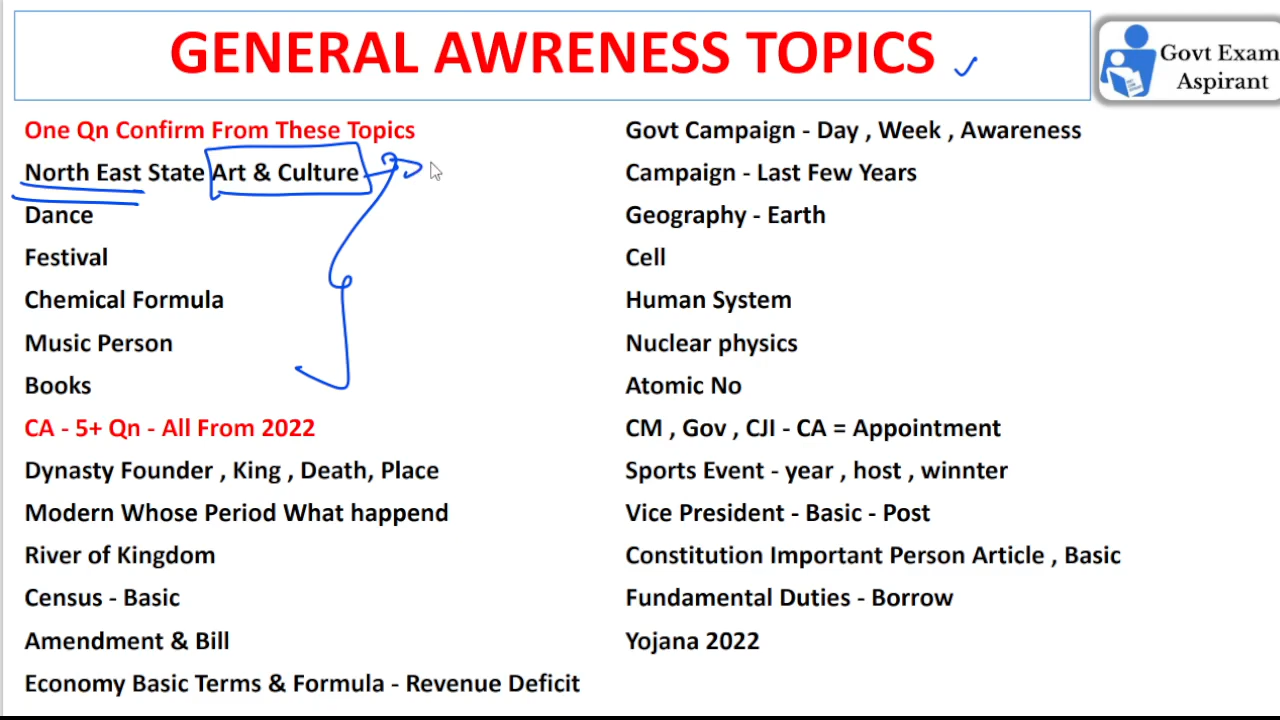 GENERAL AWRENESS TOPICS
Govt Exam
Aspirant
One Qn Confirm From These Topics
North East State Art & Culture
Dance
Festival
Chemical Formula
Music Person
Books
CA - 5+ Qn - All From 2022
Dynasty Founder , King , Death, Place
Modern Whose Period What happend
River of Kingdom
Census - Basic
Amendment & Bill
Economy Basic Terms & Formula - Revenue Deficit
Govt Campaign - Day , Week , Awareness
Campaign - Last Few Years
Geography - Earth
Cell
Human System
Nuclear physics
Atomic No
CM , Gov , CJI - CA = Appointment
Sports Event - year , host , winnter
Vice President - Basic - Post
Constitution Important Person Article , Basic
Fundamental Duties - Borrow
Yojana 2022